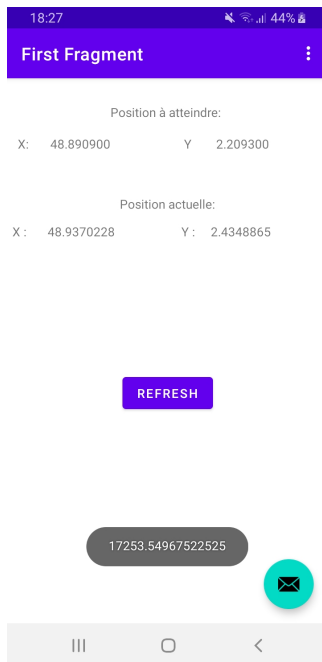 18:27 44%
First Fragment
Position à atteindre:
X: 48.890900 Y 2.209300
Position actuelle:
X : 48.9370228 Y : 2.4348865
REFRESH
17253.54967522525